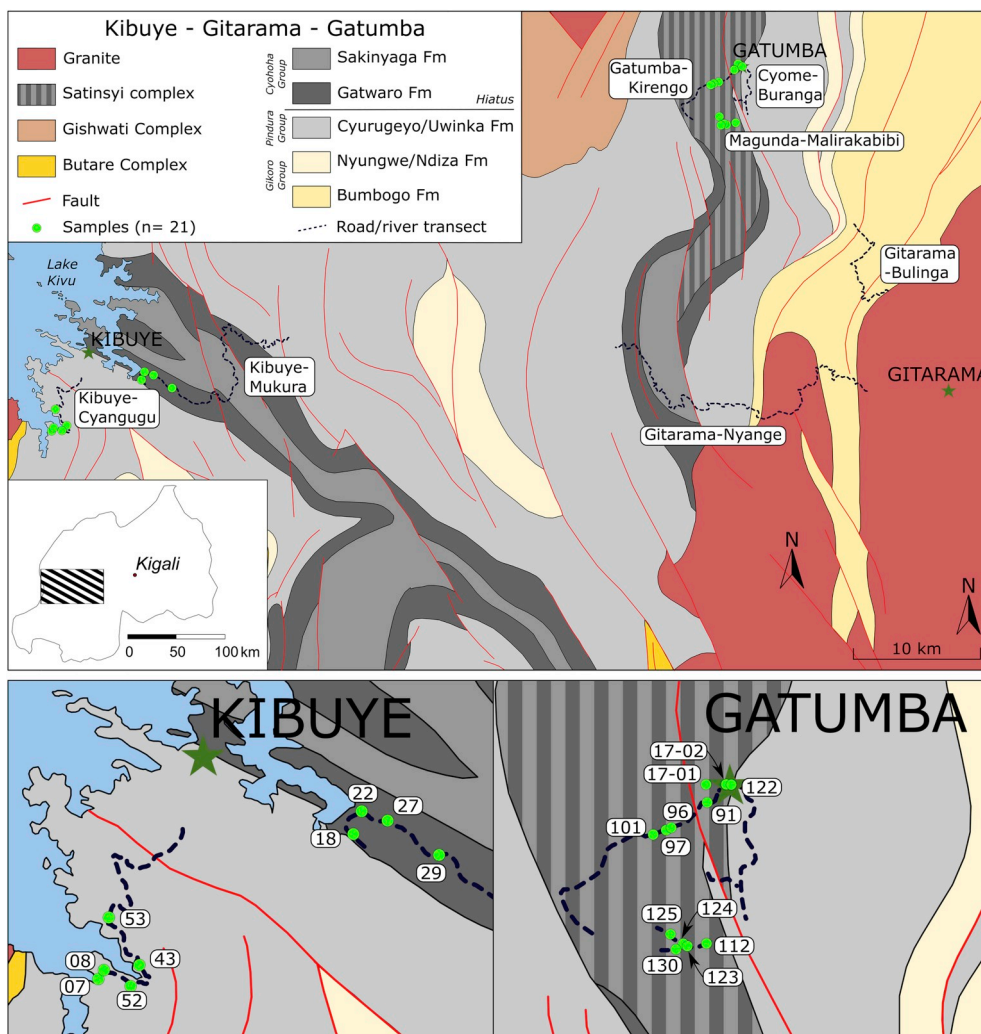 Kibuye - Gitarama - Gatumba
Granite
Satinsyi complex
Gishwati Complex
Butare Complex
Fault
Samples (n= 21)
Cyohoha
Group
Sakinyaga Fm
Gatwaro Fm
Hiatus
Pindura
Group
Cyurugeyo/Uwinka Fm
Gikoro
Group
Nyungwe/Ndiza Fm
Bumbogo Fm
Road/river transect
GATUMBA
Gatumba-
Kirengo
Cyome-
Buranga
Magunda-Malirakabibi
Gitarama
-Bulinga
Lake
Kivu
KIBUYE
Kibuye-
Mukura
Kibuye-
Cyangugu
GITARAMA
Gitarama-Nyange
Kigali
0 50 100 km
N
N
10 km
KIBUYE
22
27
18
29
53
08
43
07
52
GATUMBA
17-02
17-01
122
96
91
101
97
124
125
112
130
123